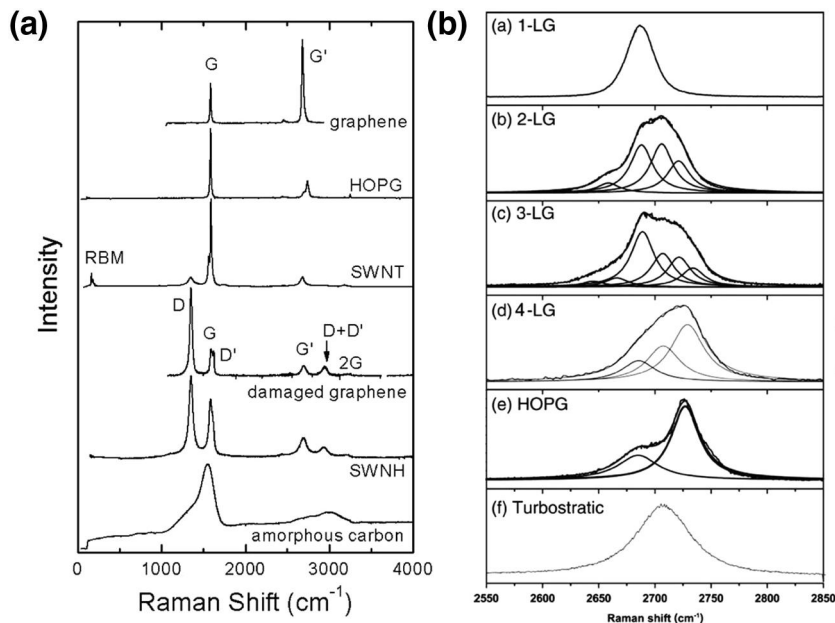 (a)
G
G'
graphene
HOPG
RBM
SWNT
D
G
D'
G'
D+D'
2G
damaged graphene
SWNH
amorphous carbon
Intensity
0 1000 2000 3000 4000
Raman Shift (cm⁻¹)
(b)
(a) 1-LG
(b) 2-LG
(c) 3-LG
(d) 4-LG
(e) HOPG
(f) Turbostratic
2550 2600 2650 2700 2750 2800 2850
Raman shift (cm⁻¹)